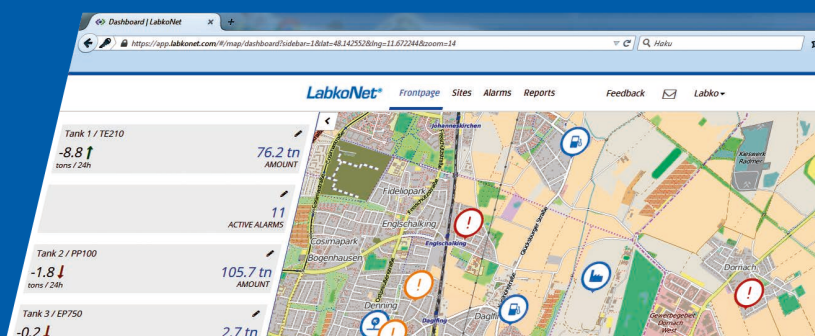 Dashboard | LabkoNet
https://app.labkonet.com/#/map/dashboard?sidebar=1&lat=48.142552&lng=11.672244&zoom=14
Haku
LabkoNet®
Frontpage
Sites
Alarms
Reports
Feedback
Labko
Tank 1 / TE210
-8.8
76.2 tn
tons / 24h
AMOUNT
11
ACTIVE ALARMS
Tank 2 / PP100
-1.8
105.7 tn
tons / 24h
AMOUNT
Tank 3 / EP750
-0.2
2.7 tn
Johanneskirchen
Fideliopark
Englschalking
Englschalking
Cosimapark
Bogenhausen
Denning
Daglfing
Kieswerk
Radmer
Dornach
Gewerbegebiet
Dornach
West